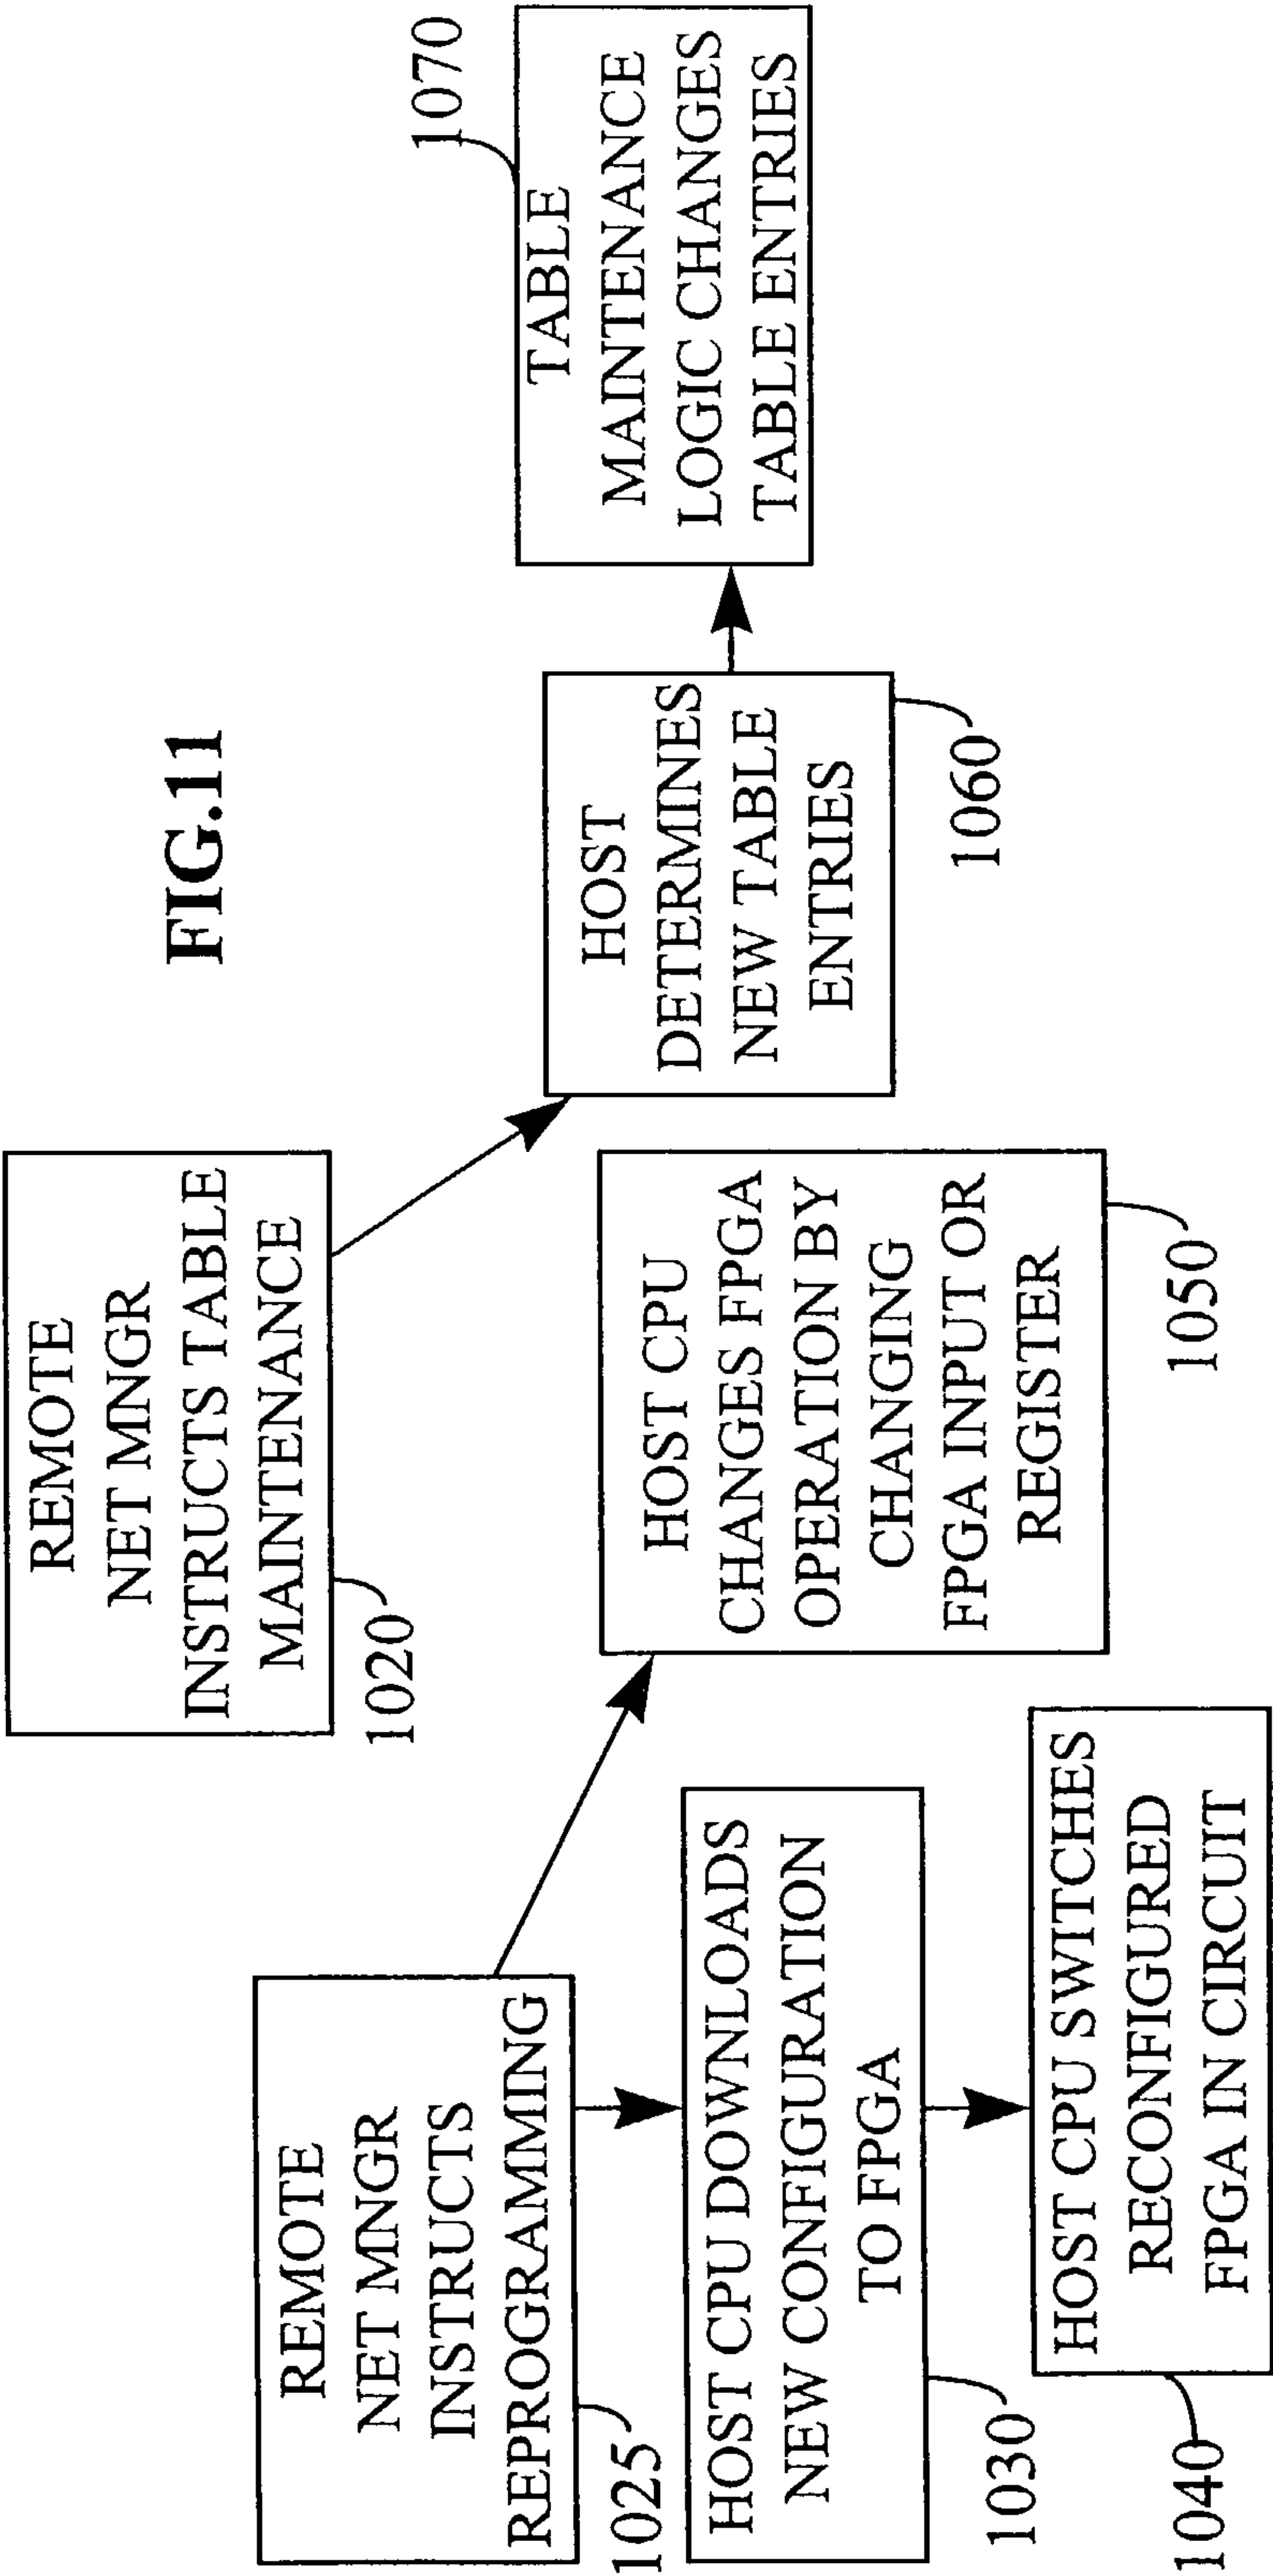 FIG.11
REMOTE
NET MNGR
INSTRUCTS TABLE
MAINTENANCE
1020
REMOTE
NET MNGR
INSTRUCTS
REPROGRAMMING
1025
HOST CPU DOWNLOADS
NEW CONFIGURATION
TO FPGA
1030
HOST CPU SWITCHES
RECONFIGURED
FPGA IN CIRCUIT
1040
HOST CPU
CHANGES FPGA
OPERATION BY
CHANGING
FPGA INPUT OR
REGISTER
1050
HOST
DETERMINES
NEW TABLE
ENTRIES
1060
TABLE
MAINTENANCE
LOGIC CHANGES
TABLE ENTRIES
1070